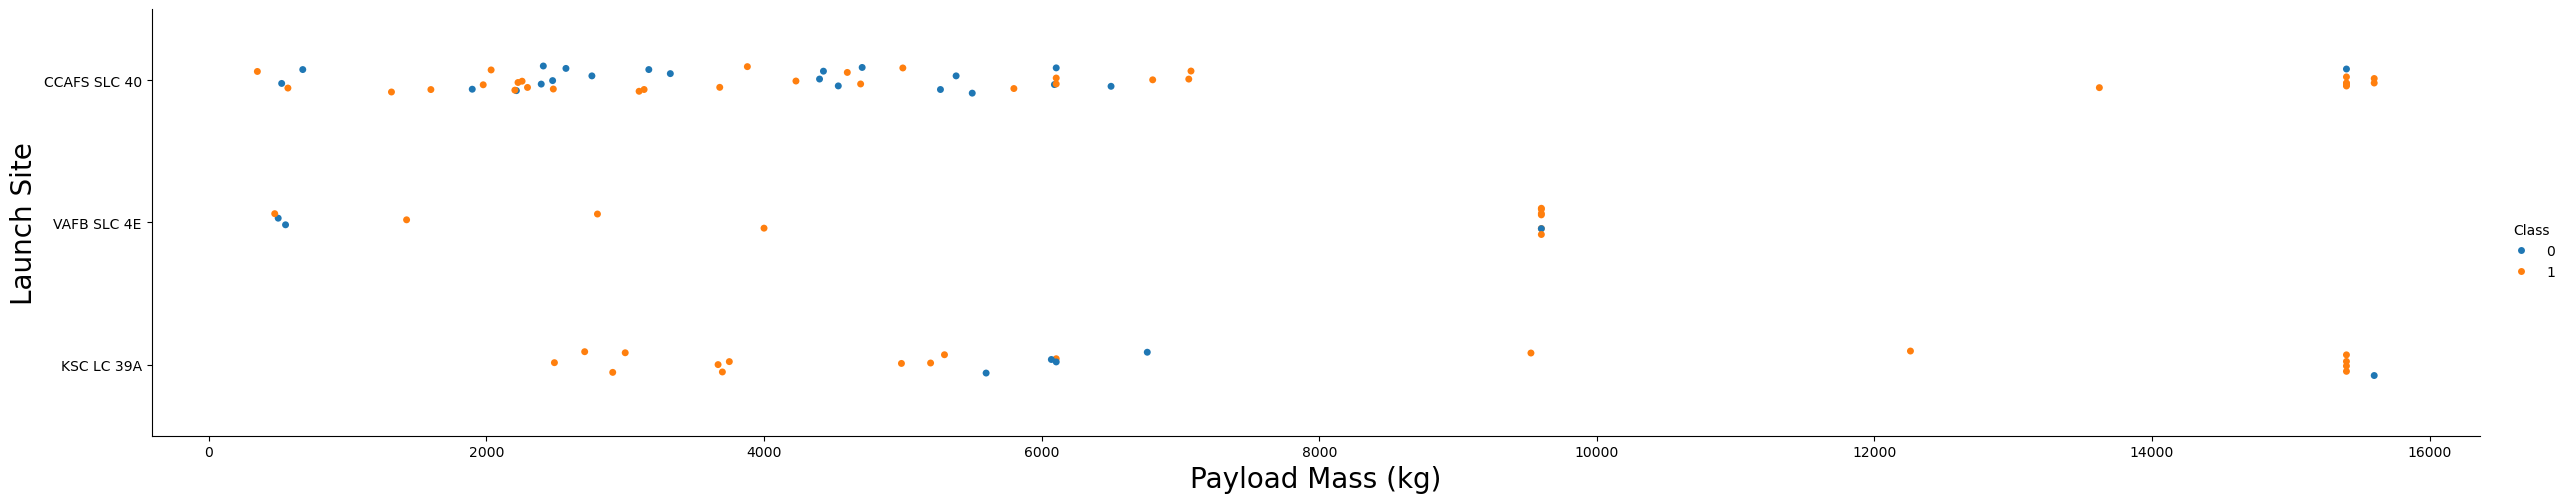 Launch Site
CCAFS SLC 40
VAFB SLC 4E
KSC LC 39A
0 2000 4000 6000 8000 10000 12000 14000 16000
Payload Mass (kg)
Class
0
1